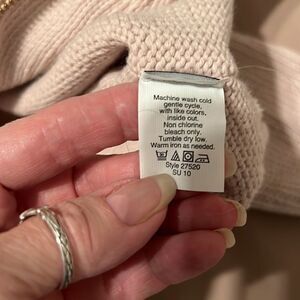 Machine wash cold
gentle cycle,
with like colors,
inside out.
Non chlorine
bleach only.
Tumble dry low.
Warm iron as needed.
Style 27520
SU 10